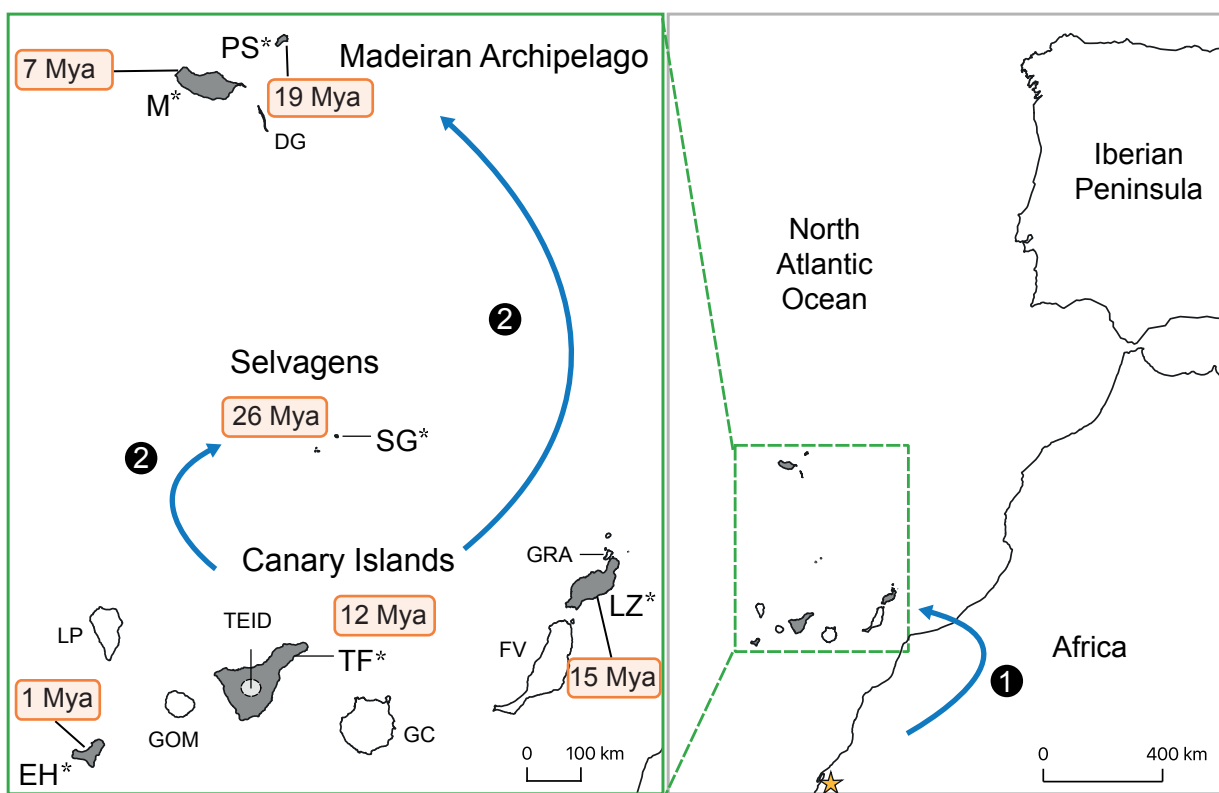 PS*
Madeiran Archipelago
7 Mya
19 Mya
M*
DG
2
Selvagens
26 Mya
SG*
2
Canary Islands
GRA
LZ*
12 Mya
TEID
LP
TF*
FV
15 Mya
1 Mya
GOM
GC
EH*
0 100 km
Iberian
Peninsula
North
Atlantic
Ocean
Africa
1
0 400 km